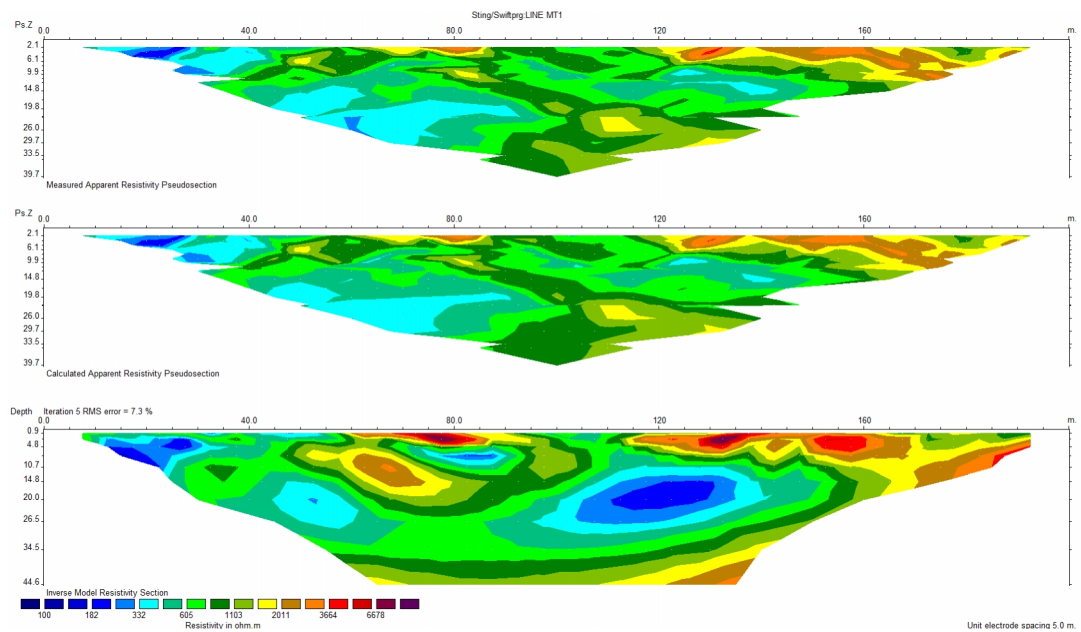 Sting/Swiftprg:LINE MT1
Ps.Z 0.0 40.0 80.0 120 160 m.
2.1
6.1
9.9
14.8
19.8
26.0
29.7
33.5
39.7
Measured Apparent Resistivity Pseudosection
Ps.Z 0.0 40.0 80.0 120 160 m.
2.1
6.1
9.9
14.8
19.8
26.0
29.7
33.5
39.7
Calculated Apparent Resistivity Pseudosection
Depth Iteration 5 RMS error = 7.3 %
0.0 40.0 80.0 120 160 m.
0.9
4.8
10.7
14.8
20.0
26.5
34.5
44.6
Inverse Model Resistivity Section
100 182 332 605 1103 2011 3664 6678
Resistivity in ohm.m
Unit electrode spacing 5.0 m.